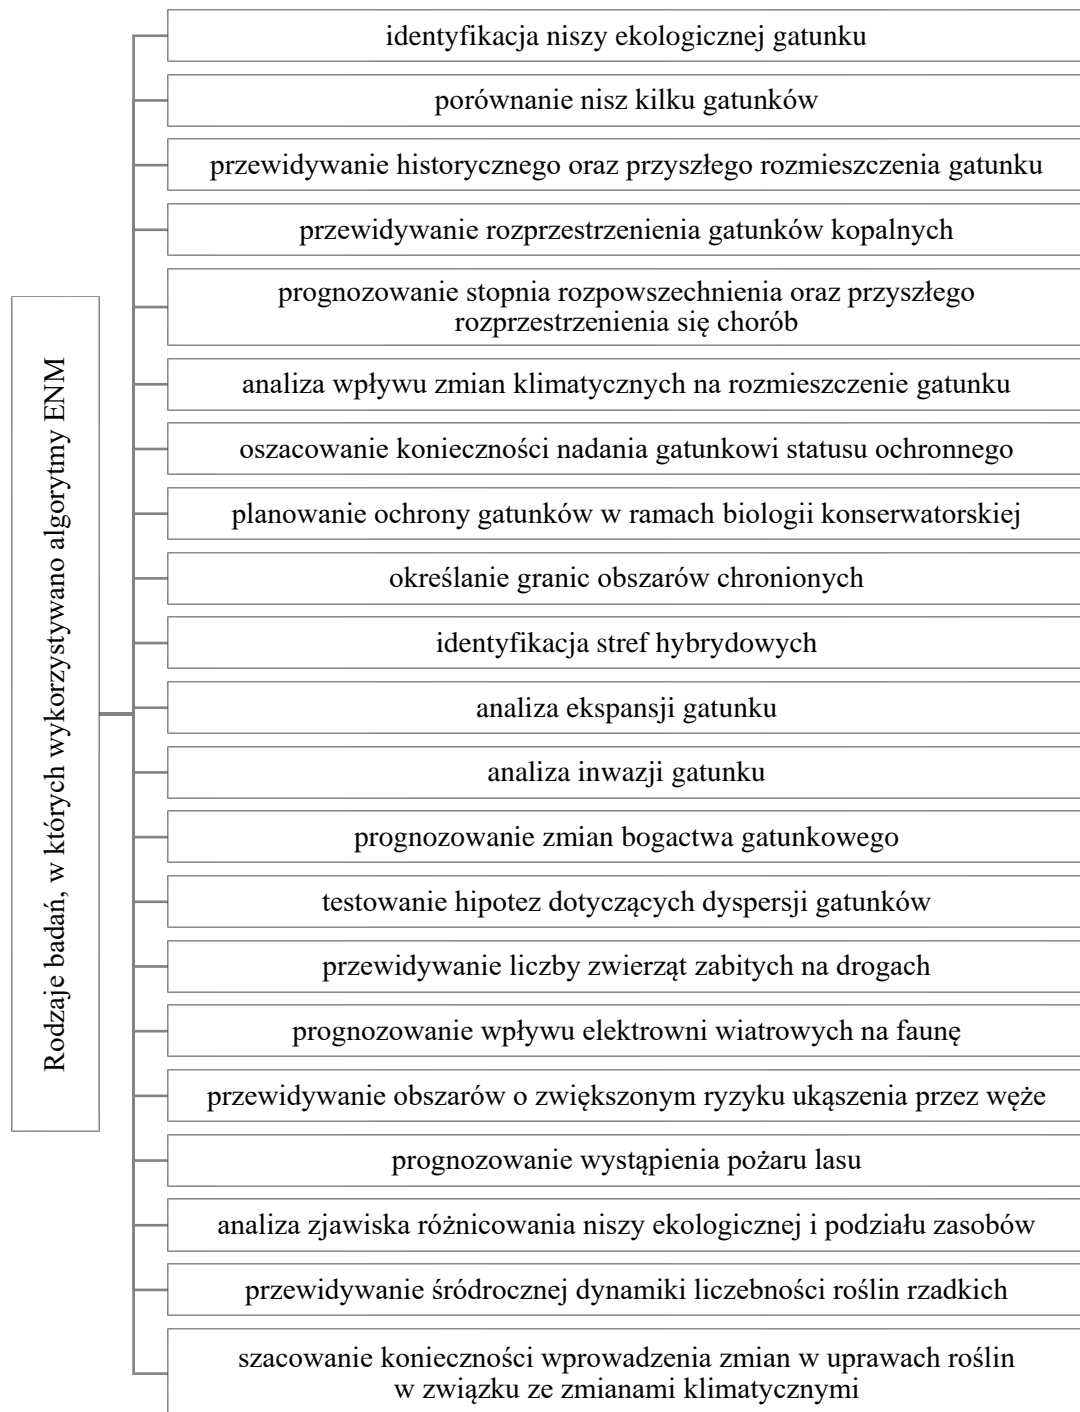 Rodzaje badań, w których wykorzystywano algorytmy ENM
identyfikacja niszy ekologicznej gatunku
porównanie nisz kilku gatunków
przewidywanie historycznego oraz przyszłego rozmieszczenia gatunku
przewidywanie rozprzestrzenienia gatunków kopalnych
prognozowanie stopnia rozpowszechnienia oraz przyszłego
rozprzestrzenienia się chorób
analiza wpływu zmian klimatycznych na rozmieszczenie gatunku
oszacowanie konieczności nadania gatunkowi statusu ochronnego
planowanie ochrony gatunków w ramach biologii konserwatorskiej
określanie granic obszarów chronionych
identyfikacja stref hybrydowych
analiza ekspansji gatunku
analiza inwazji gatunku
prognozowanie zmian bogactwa gatunkowego
testowanie hipotez dotyczących dyspersji gatunków
przewidywanie liczby zwierząt zabitych na drogach
prognozowanie wpływu elektrowni wiatrowych na faunę
przewidywanie obszarów o zwiększonym ryzyku ukąszenia przez węże
prognozowanie wystąpienia pożaru lasu
analiza zjawiska różnicowania niszy ekologicznej i podziału zasobów
przewidywanie śródrocznej dynamiki liczebności roślin rzadkich
szacowanie konieczności wprowadzenia zmian w uprawach roślin
w związku ze zmianami klimatycznymi